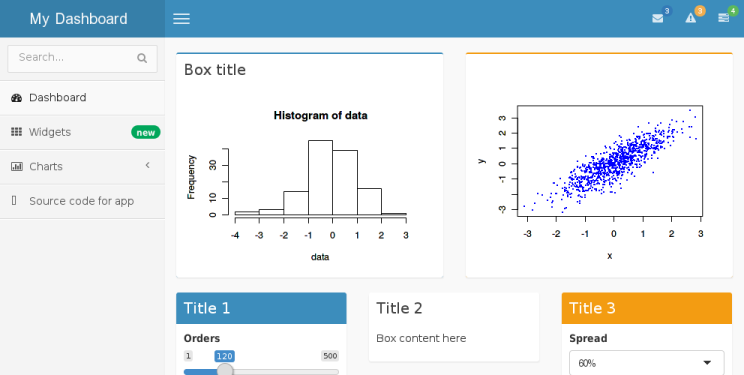 My Dashboard
3
3
4
Search...
Dashboard
Widgets new
Charts
Source code for app
Box title
Histogram of data
Frequency
30
10
0
-4 -3 -2 -1 0 1 2 3
data
y
3
2
1
0
-1
-3
-3 -2 -1 0 1 2 3
x
Title 1
Orders
1 120 500
Title 2
Box content here
Title 3
Spread
60%